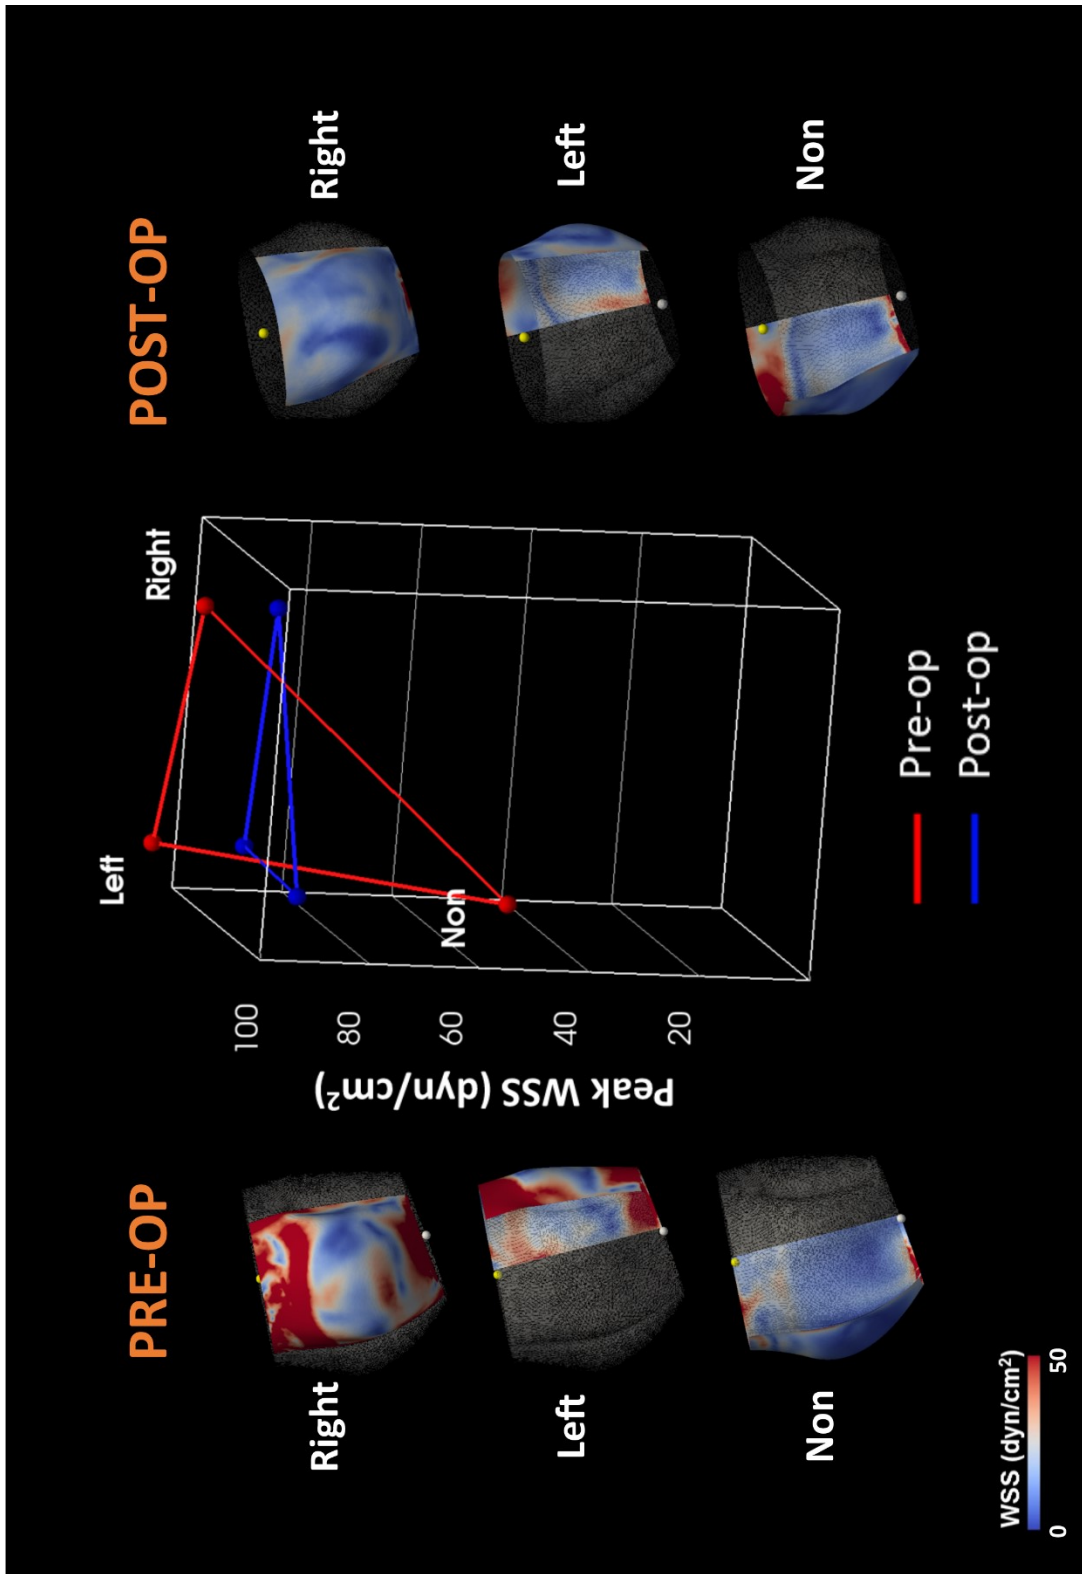 PRE-OP
POST-OP
Right
Left
Non
Peak WSS (dyn/cm²)
100
80
60
40
20
Left
Right
Non
Right
Left
Non
WSS (dyn/cm²)
0
50
Pre-op
Post-op